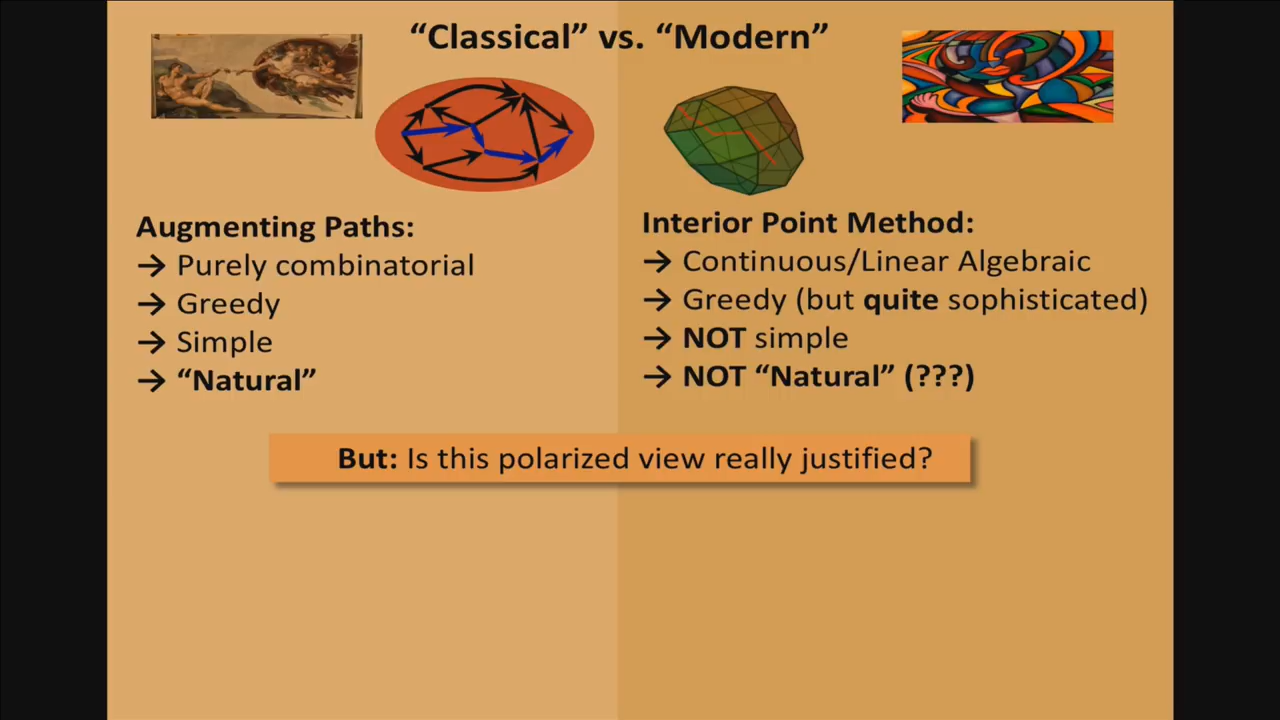 “Classical” vs. “Modern”
Augmenting Paths:
→ Purely combinatorial
→ Greedy
→ Simple
→ “Natural”
Interior Point Method:
→ Continuous/Linear Algebraic
→ Greedy (but quite sophisticated)
→ NOT simple
→ NOT “Natural” (???)
But: Is this polarized view really justified?